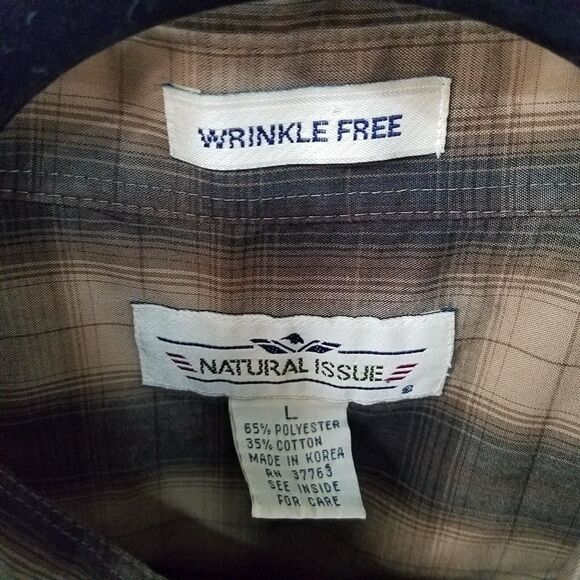 WRINKLE FREE
NATURAL ISSUE
®
L
65% POLYESTER
35% COTTON
MADE IN KOREA
RN 37763
SEE INSIDE
FOR CARE